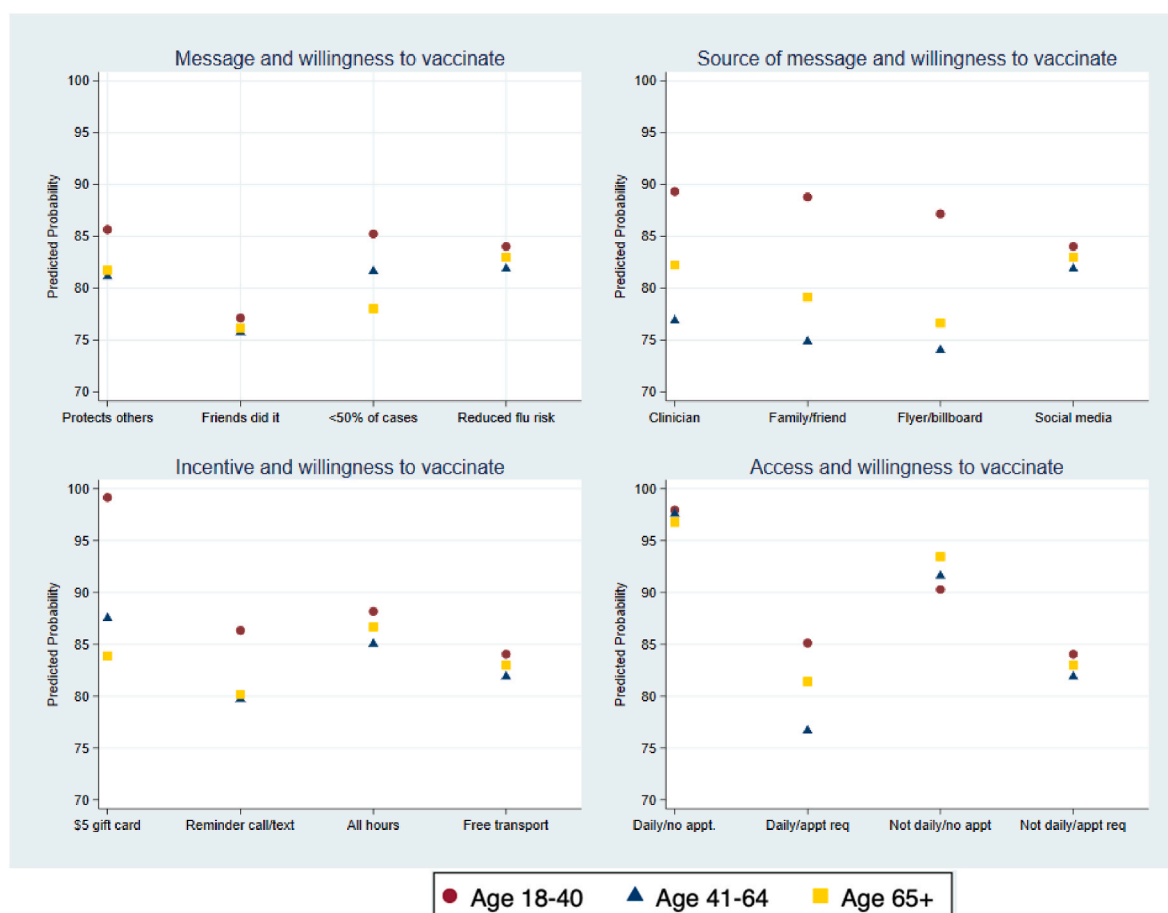 Message and willingness to vaccinate
100
95
90
85
80
75
70
Predicted Probability
Protects others
Friends did it
<50% of cases
Reduced flu risk
Source of message and willingness to vaccinate
100
95
90
85
80
75
70
Predicted Probability
Clinician
Family/friend
Flyer/billboard
Social media
Incentive and willingness to vaccinate
100
95
90
85
80
75
70
Predicted Probability
$5 gift card
Reminder call/text
All hours
Free transport
Access and willingness to vaccinate
100
95
90
85
80
75
70
Predicted Probability
Daily/no appt.
Daily/appt req
Not daily/no appt
Not daily/appt req
Age 18-40
Age 41-64
Age 65+